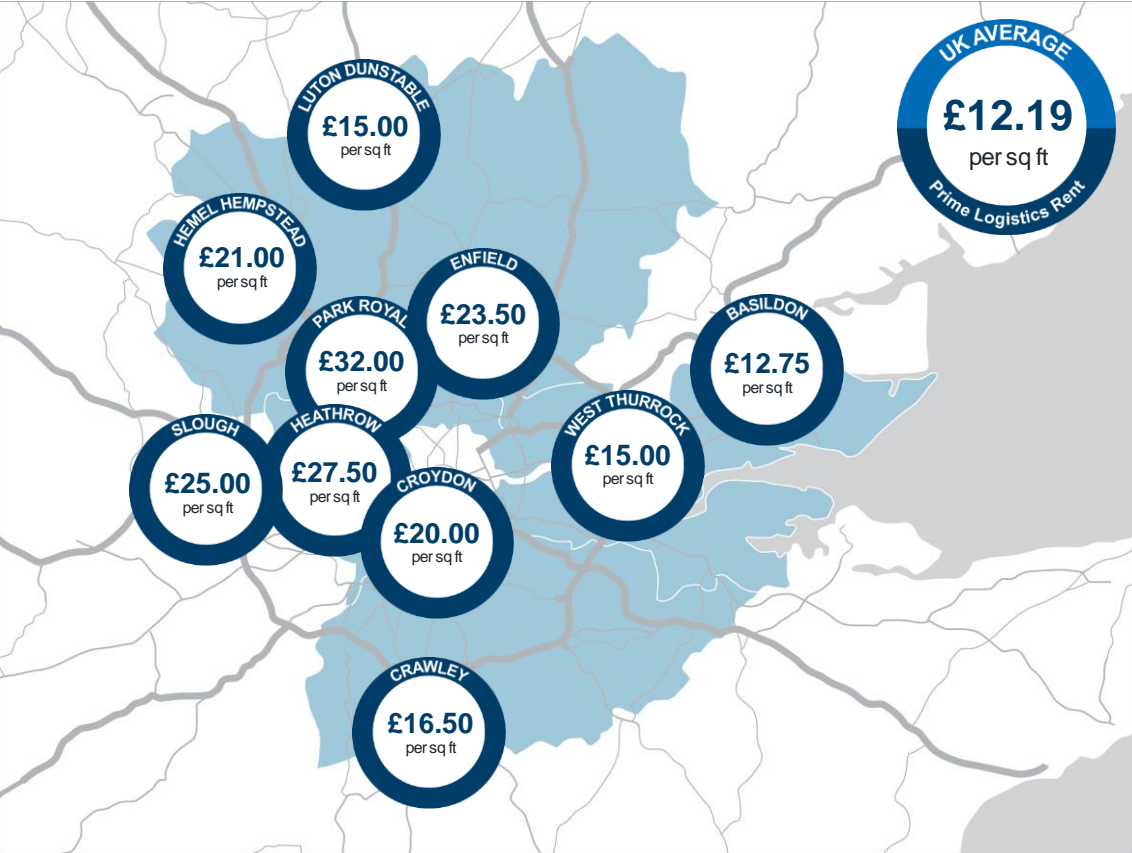 UK AVERAGE
£12.19
per sq ft
Prime Logistics Rent
LUTON DUNSTABLE
£15.00
per sq ft
HEMEL HEMPSTEAD
£21.00
per sq ft
ENFIELD
£23.50
per sq ft
PARK ROYAL
£32.00
per sq ft
BASILDON
£12.75
per sq ft
WEST THURROCK
£15.00
per sq ft
SLOUGH
£25.00
per sq ft
HEATHROW
£27.50
per sq ft
CROYDON
£20.00
per sq ft
CRAWLEY
£16.50
per sq ft